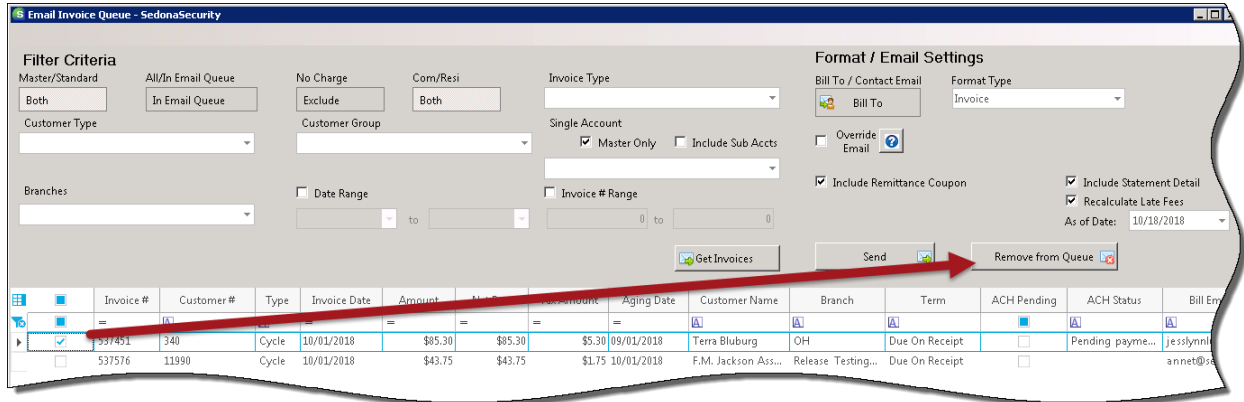 Email Invoice Queue - SedonaSecurity
Filter Criteria
Format / Email Settings
Master/Standard All/In Email Queue No Charge Com/Resi Invoice Type Bill To / Contact Email Format Type
Both In Email Queue Exclude Both Bill To Invoice
Customer Type Customer Group Single Account
Master Only Include Sub Accts Override Email
Branches Date Range Invoice # Range Include Remittance Coupon Include Statement Detail
Recalculate Late Fees
to 0 to 0 As of Date: 10/18/2018
Get Invoices Send Remove from Queue
Invoice # Customer # Type Invoice Date Amount Amount Aging Date Customer Name Branch Term ACH Pending ACH Status Bill Em
= A = = = = = A A A A A
537451 340 Cycle 10/01/2018 $85.30 $85.30 $5.30 09/01/2018 Terra Bluburg OH Due On Receipt Pending payme... jesslynnl
537576 11990 Cycle 10/01/2018 $43.75 $43.75 $1.75 10/01/2018 F.M. Jackson Ass... Release Testing... Due On Receipt annet@se